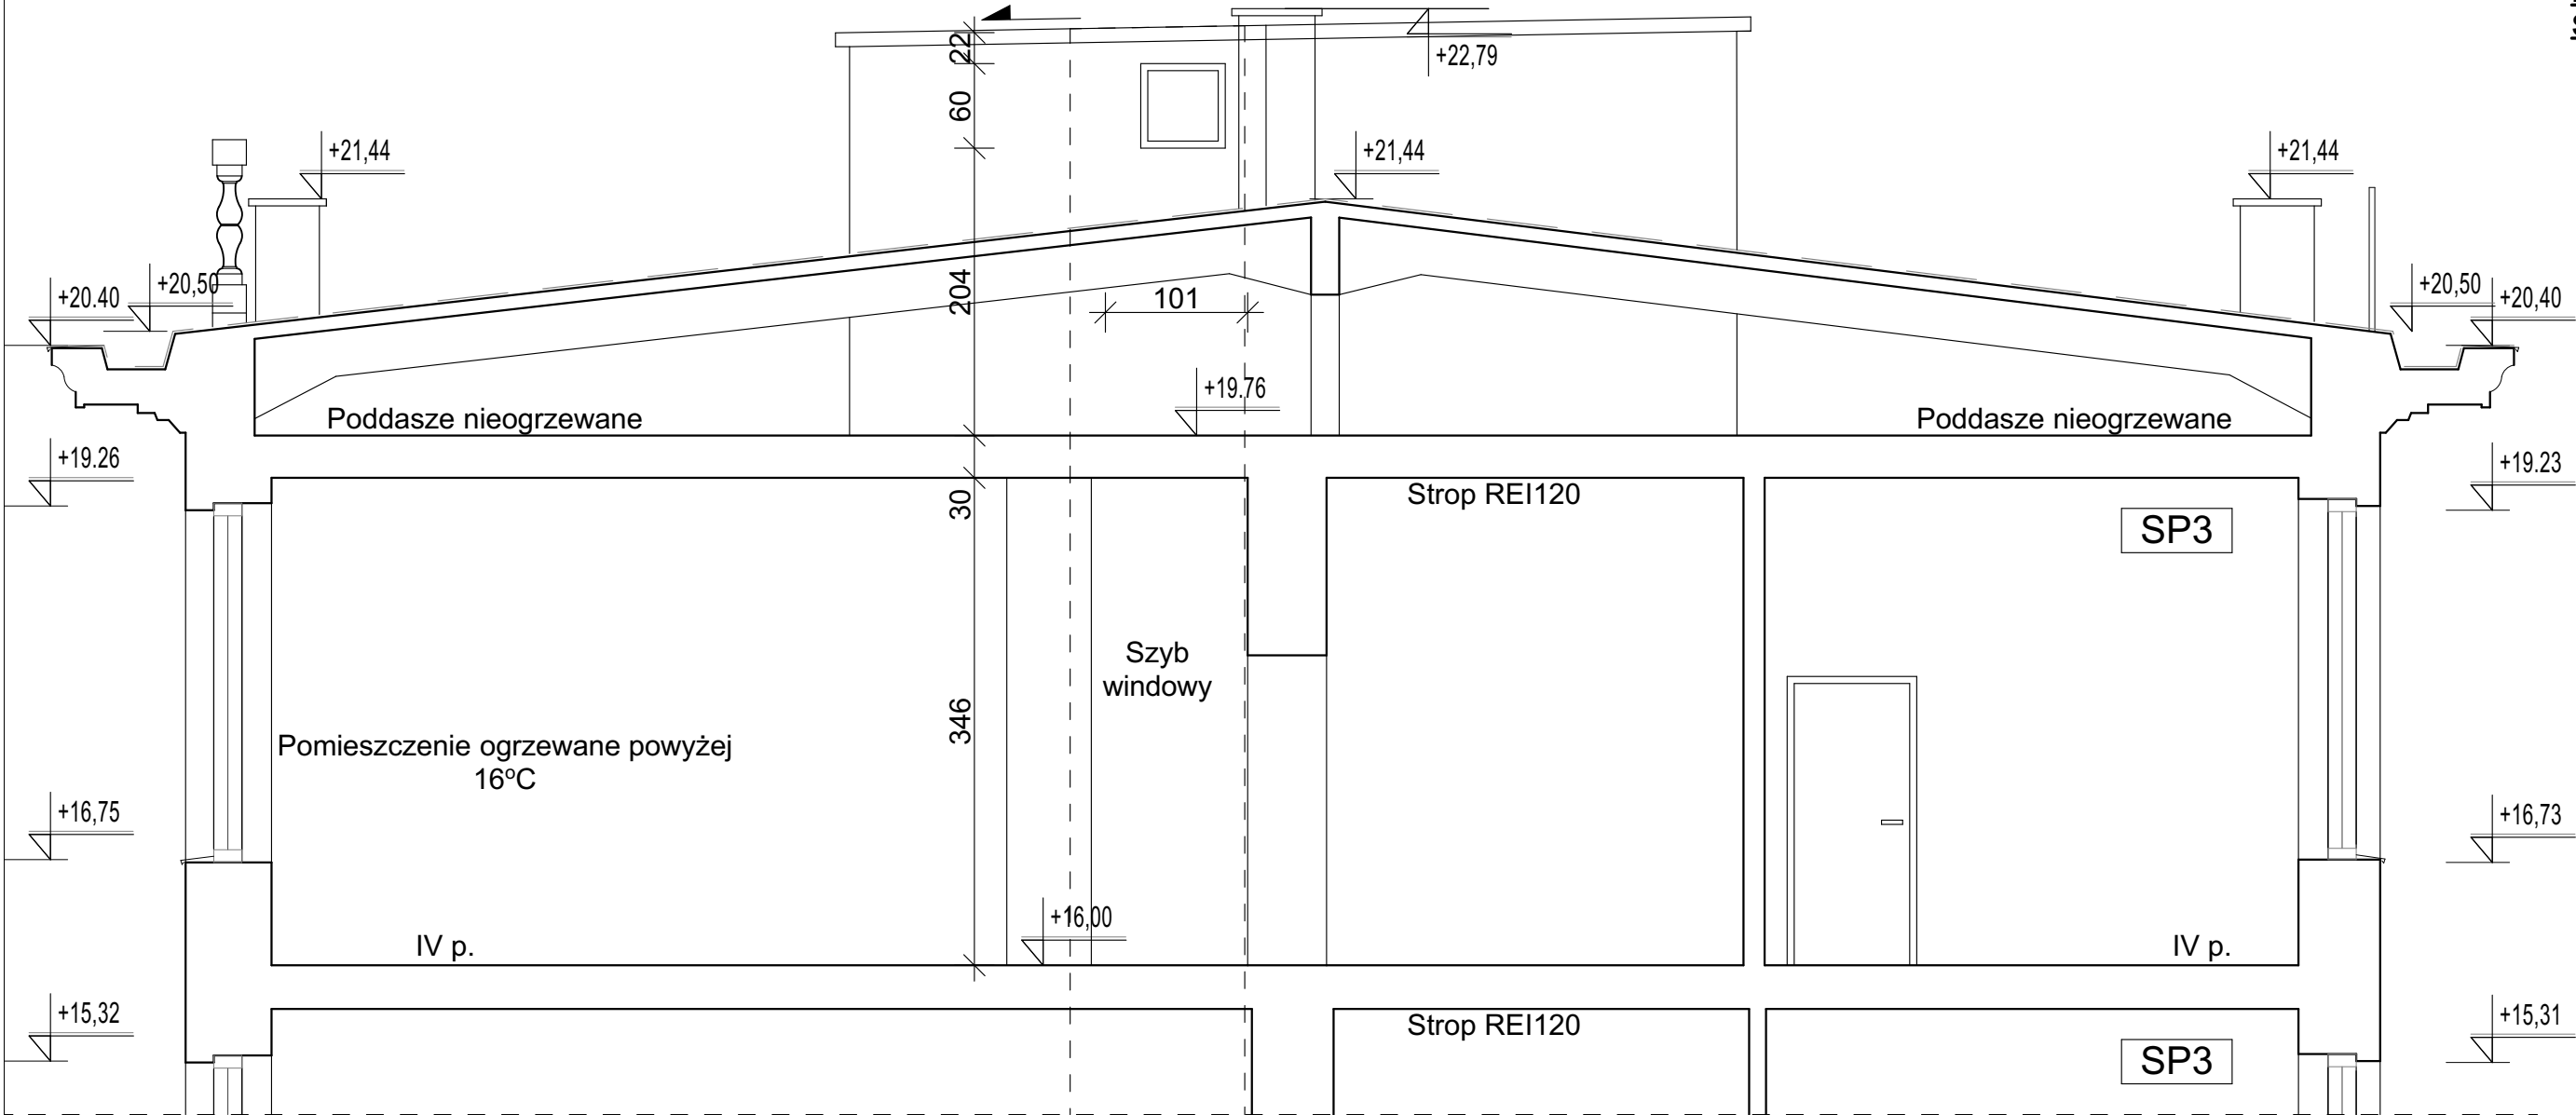 22
+22,79
60
+21,44
+21,44
+21,44
+20.40
+20,50
204
101
+20,50
+20,40
+19.76
Poddasze nieogrzewane
Poddasze nieogrzewane
+19.26
+19.23
30
Strop REI120
SP3
Szyb
windowy
346
Pomieszczenie ogrzewane powyżej
16°C
+16,75
+16,73
+16,00
IV p.
IV p.
+15,32
+15,31
Strop REI120
SP3